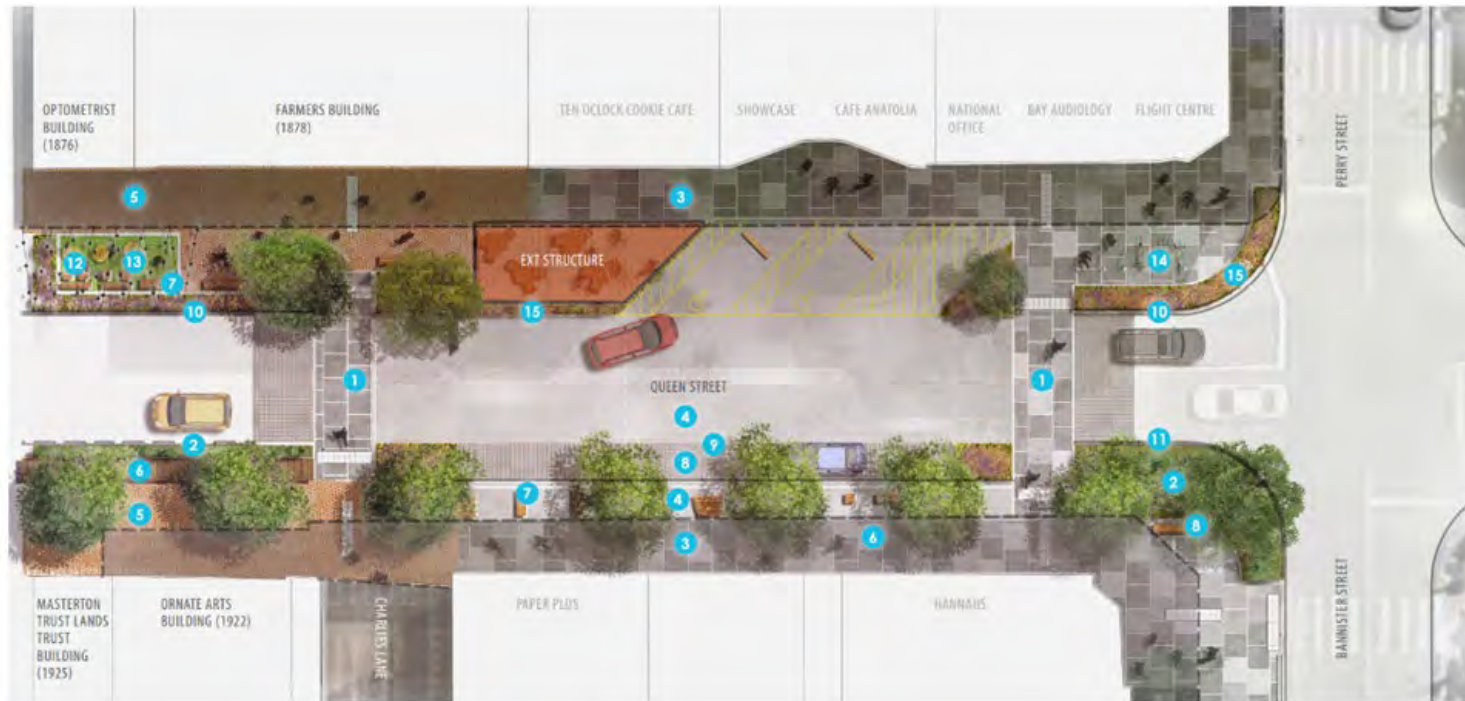 OPTOMETRIST
BUILDING
(1876)
FARMERS BUILDING
(1878)
TEN OCLOCK COOKIE CAFE
SHOWCASE
CAFE ANATOLIA
NATIONAL
OFFICE
BAY AUDIOLOGY
FLIGHT CENTRE
PERRY STREET
5
3
12
13
7
10
EXT STRUCTURE
15
14
15
10
1
QUEEN STREET
1
4
2
9
11
6
8
2
7
4
5
3
6
8
MASTERTON
TRUST LANDS
TRUST
BUILDING
(1925)
ORNATE ARTS
BUILDING (1922)
CHARLIES LANE
PAPER PLUS
HANNAHS
BANNISTER STREET